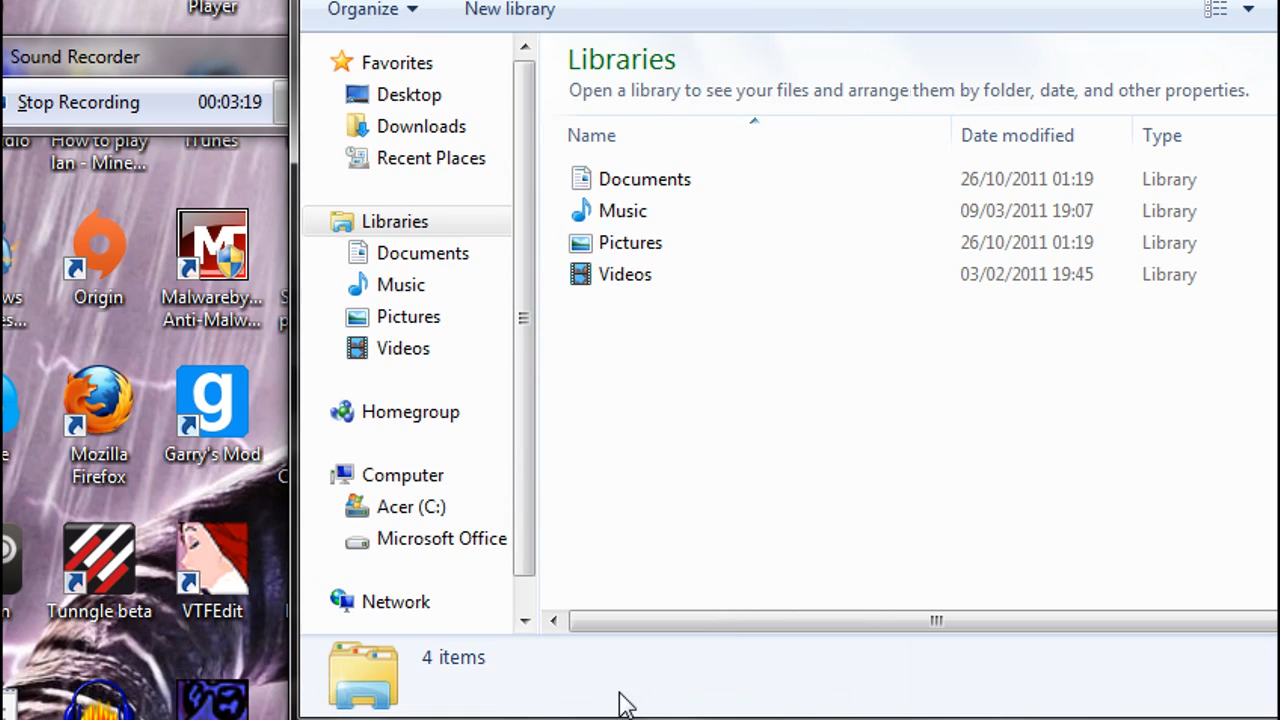 Player
Sound Recorder
Stop Recording 00:03:19
How to play
lan - Mine...
iTunes
Origin
Malwareby...
Anti-Malw...
Mozilla
Firefox
Garry's Mod
Tunngle beta
VTFEdit
Organize New library
Favorites
Desktop
Downloads
Recent Places
Libraries
Documents
Music
Pictures
Videos
Homegroup
Computer
Acer (C:)
Microsoft Office
Network
Libraries
Open a library to see your files and arrange them by folder, date, and other properties.
Name Date modified Type
Documents 26/10/2011 01:19 Library
Music 09/03/2011 19:07 Library
Pictures 26/10/2011 01:19 Library
Videos 03/02/2011 19:45 Library
4 items